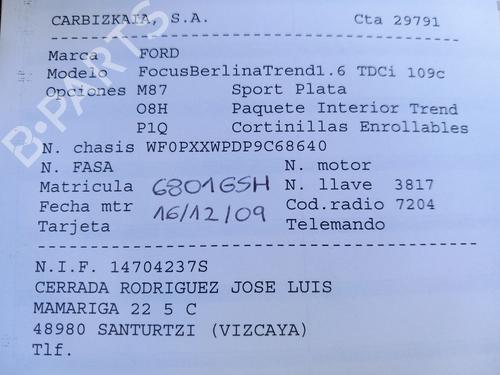 CARBIZKAIA, S.A. Cta 29791
Marca FORD
Modelo FocusBerlinaTrend1.6 TDCi 109c
Opciones M87 Sport Plata
O8H Paquete Interior Trend
P1Q Cortinillas Enrollables
N. chasis WF0PXXWPDP9C68640
N. FASA N. motor
Matricula 6801GSH N. llave 3817
Fecha mtr 16/12/09 Cod.radio 7204
Tarjeta Telemando
N.I.F. 14704237S
CERRADA RODRIGUEZ JOSE LUIS
MAMARIGA 22 5 C
48980 SANTURTZI (VIZCAYA)
Tlf.
B-PARTS